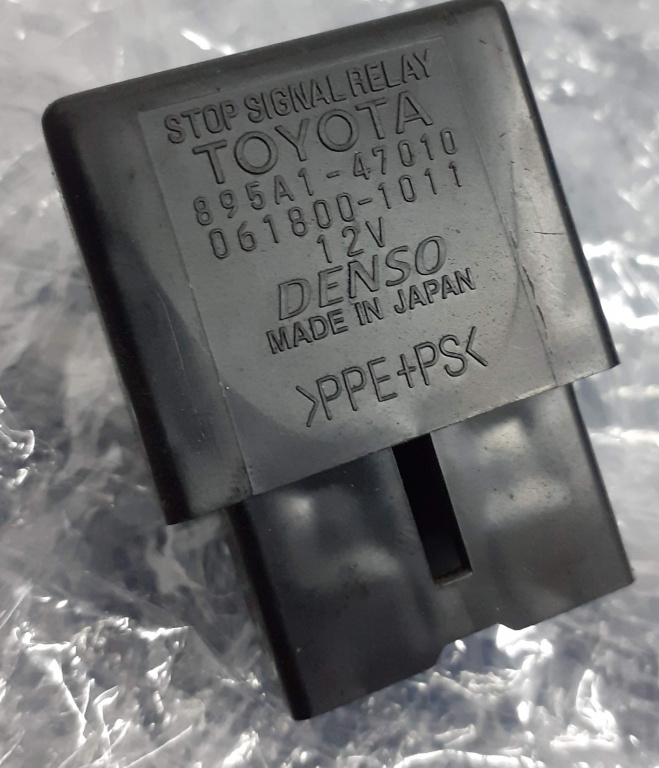 STOP SIGNAL RELAY
TOYOTA
895A1-47010
061800-1011
12V
DENSO
MADE IN JAPAN
>PPE+PS<